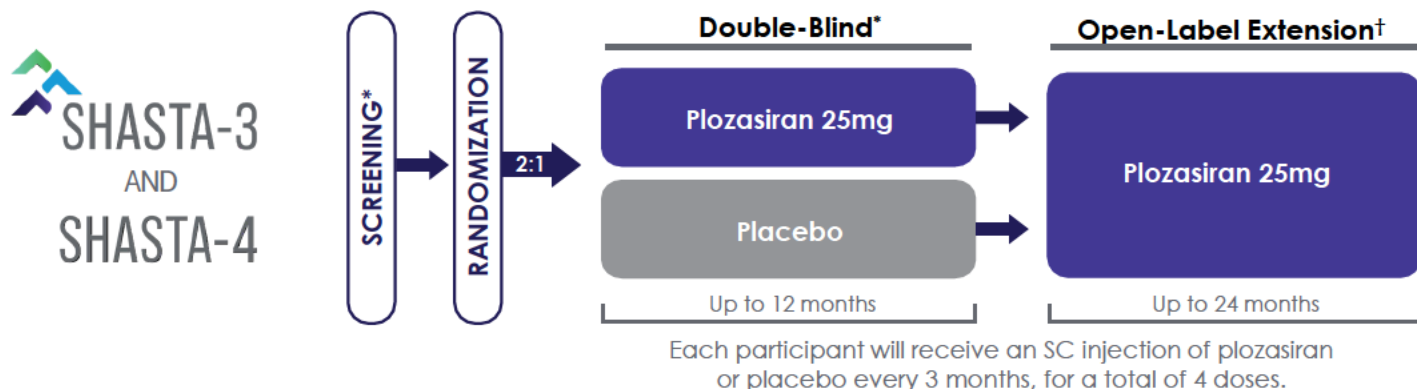 SHASTA-3
AND
SHASTA-4
SCREENING*
RANDOMIZATION
2:1
Double-Blind*
Plozasiran 25mg
Placebo
Up to 12 months
Open-Label Extension†
Plozasiran 25mg
Up to 24 months
Each participant will receive an SC injection of plozasiran
or placebo every 3 months, for a total of 4 doses.